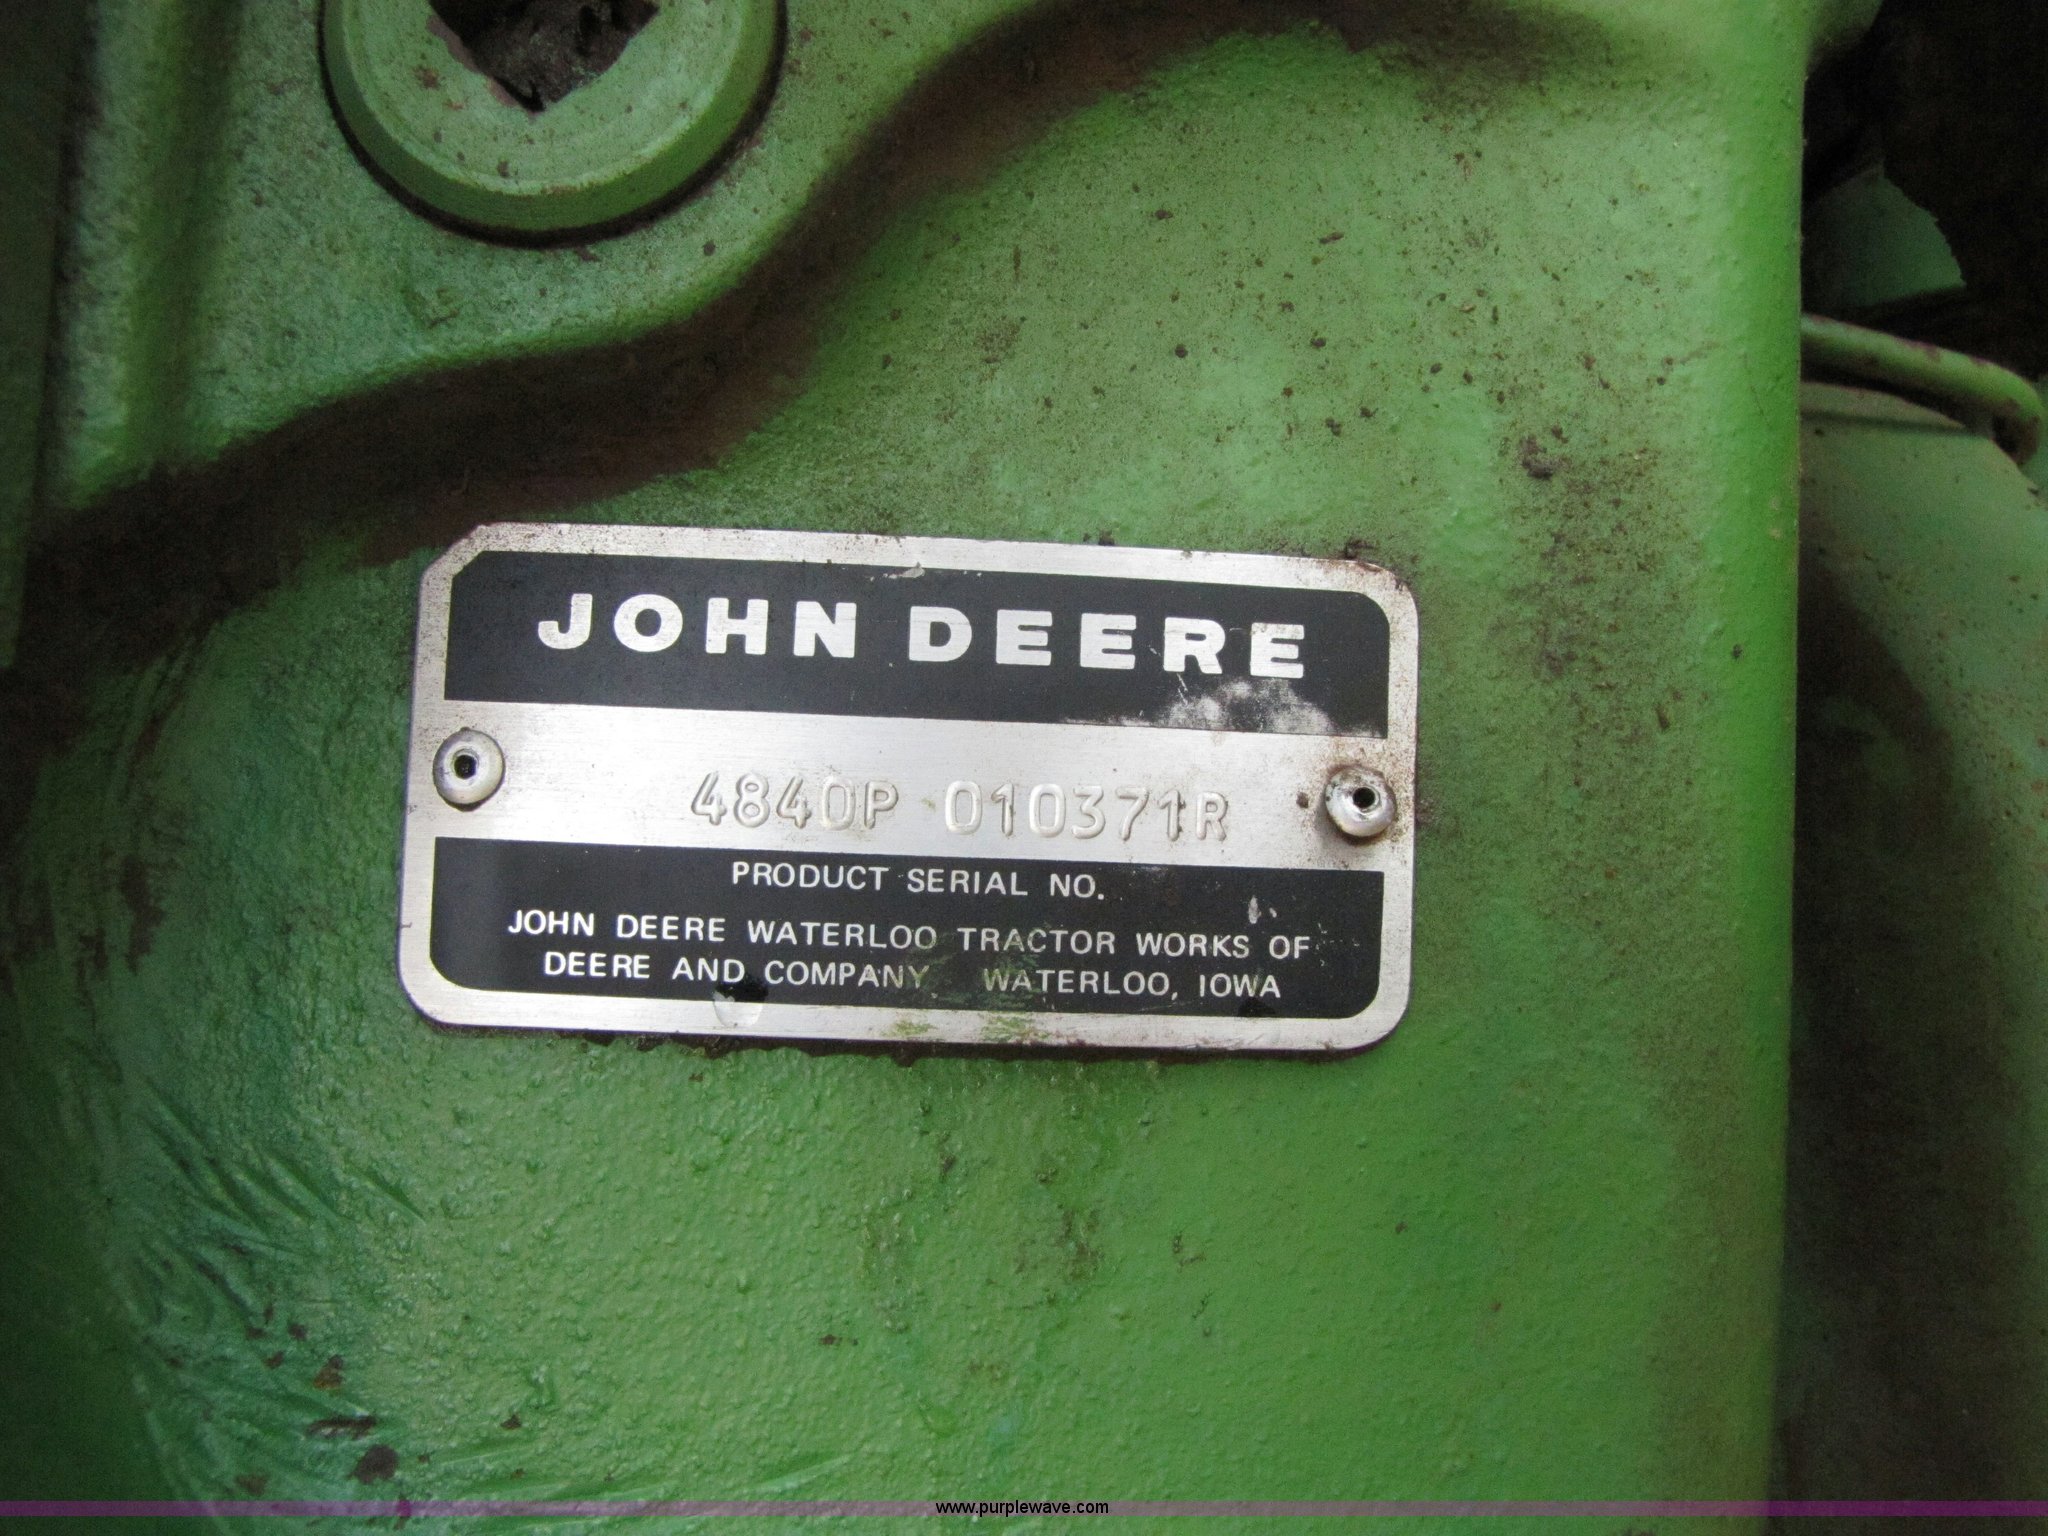 JOHN DEERE
4840P 010371R
PRODUCT SERIAL NO.
JOHN DEERE WATERLOO TRACTOR WORKS OF
DEERE AND COMPANY WATERLOO, IOWA
www.purplewave.com